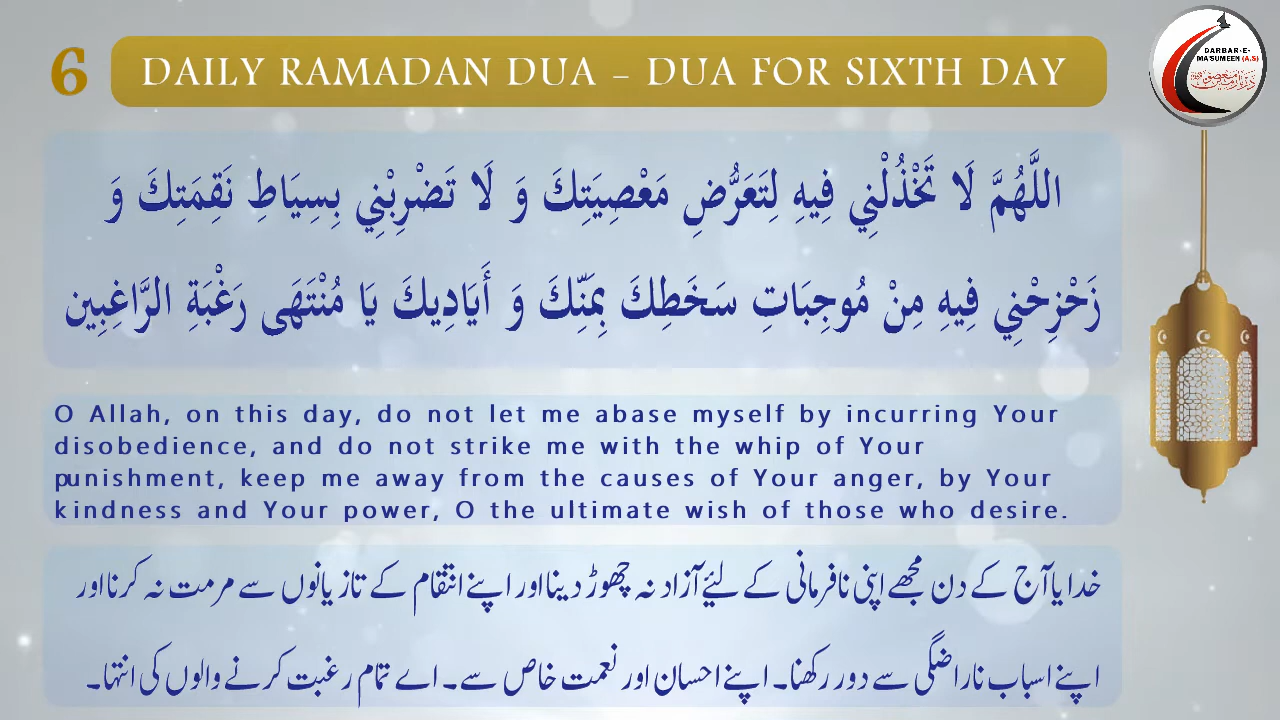 6
DAILY RAMADAN DUA – DUA FOR SIXTH DAY
DARBAR-E-
MA'SUMEEN (A.S)
اللَّهُمَّ لَا تَخْذُلْنِي فِيهِ لِتَعَرُّضِ مَعْصِيَتِكَ وَ لَا تَضْرِبْنِي بِسِيَاطِ نَقِمَتِكَ وَ
زَحْزِحْنِي فِيهِ مِنْ مُوجِبَاتِ سَخَطِكَ بِمَنِّكَ وَ أَيَادِيكَ يَا مُنْتَهَى رَغْبَةِ الرَّاغِبِين
O Allah, on this day, do not let me abase myself by incurring Your
disobedience, and do not strike me with the whip of Your
punishment, keep me away from the causes of Your anger, by Your
kindness and Your power, O the ultimate wish of those who desire.
خدا یا آج کے دن مجھے اپنی نافرمانی کے لئے آزاد نہ چھوڑ دینا اور اپنے انتقام کے تازیانوں سے مرمت نہ کرنا اور
اپنے اسباب ناراضگی سے دور رکھنا۔ اپنے احسان اور نعمت خاص سے۔ اے تمام رغبت کرنے والوں کی انتہا۔